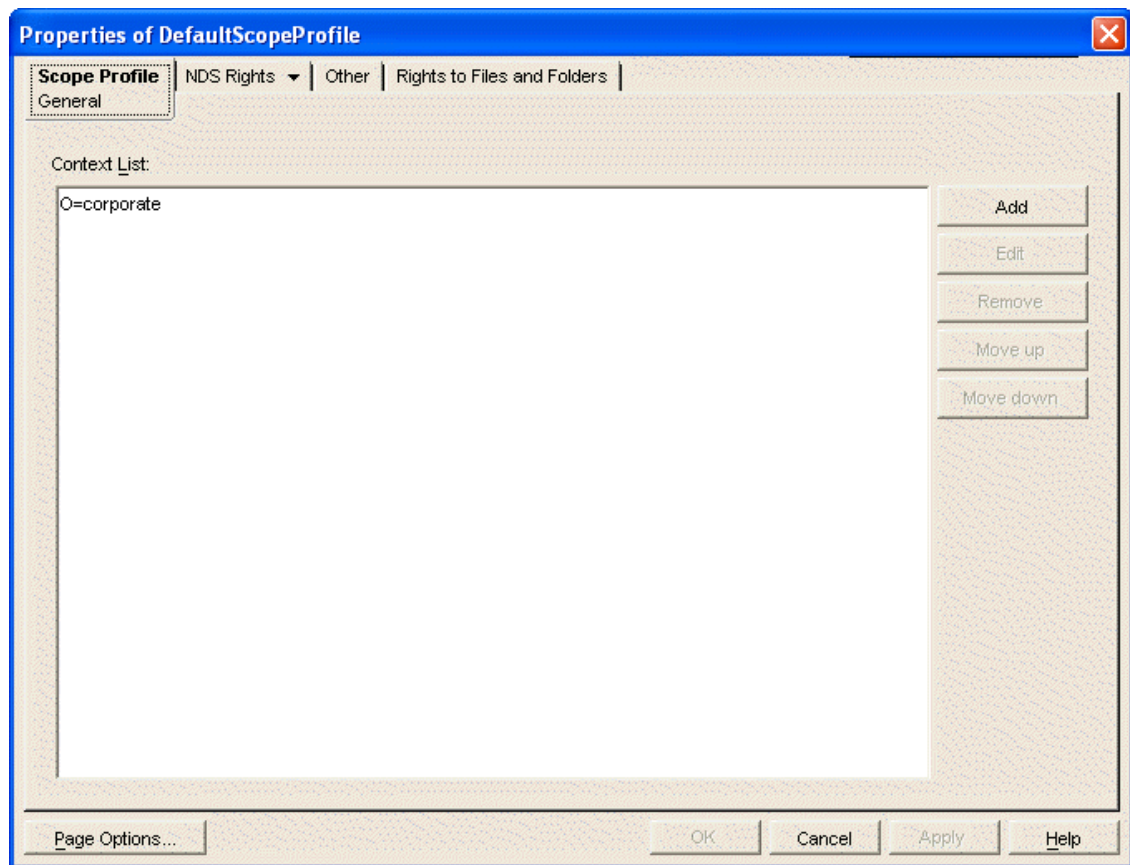 Properties of DefaultScopeProfile
Scope Profile NDS Rights Other Rights to Files and Folders
General
Context List:
O=corporate
Add
Edit
Remove
Move up
Move down
Page Options... OK Cancel Apply Help